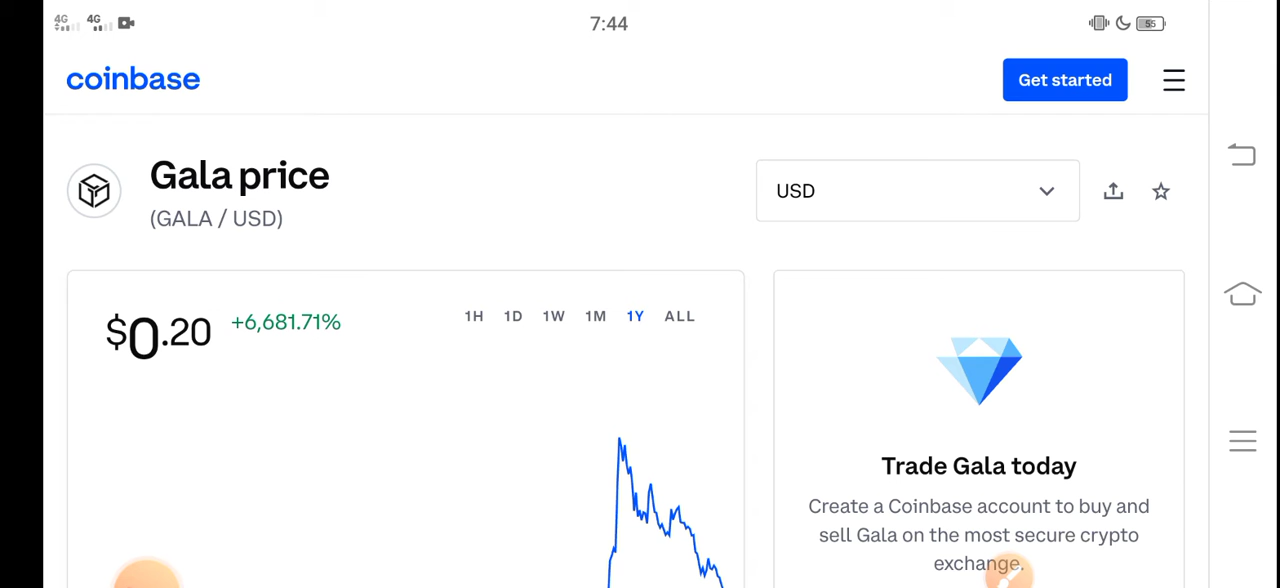 4G 4G 7:44 55
coinbase Get started
Gala price
(GALA / USD)
USD
$0.20 +6,681.71% 1H 1D 1W 1M 1Y ALL
Trade Gala today
Create a Coinbase account to buy and
sell Gala on the most secure crypto
exchange.